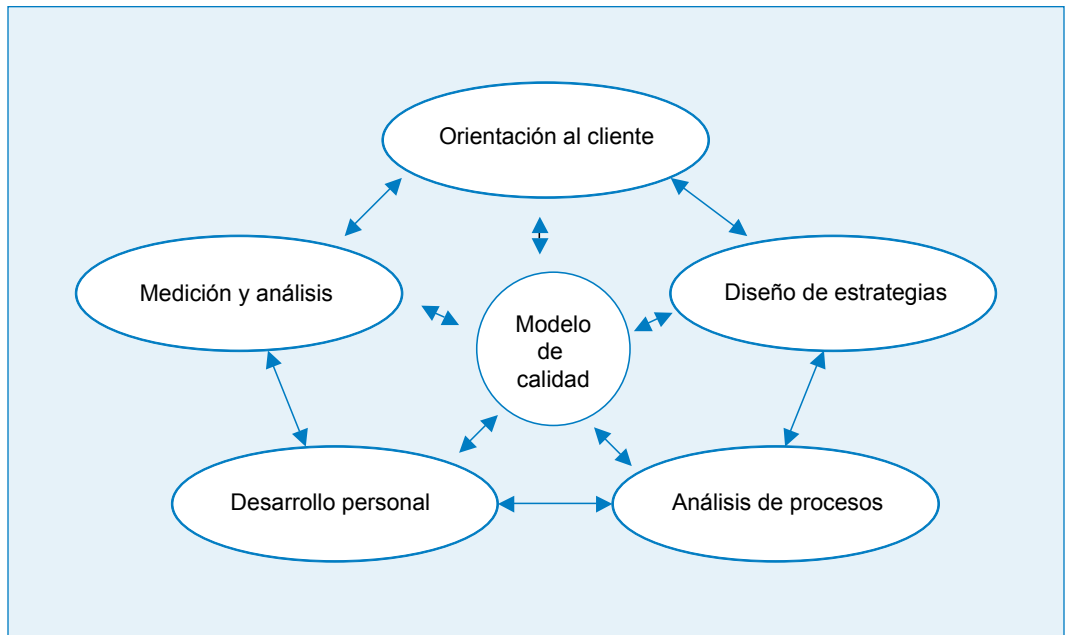 Orientación al cliente
Medición y análisis
Diseño de estrategias
Modelo
de
calidad
Desarrollo personal
Análisis de procesos